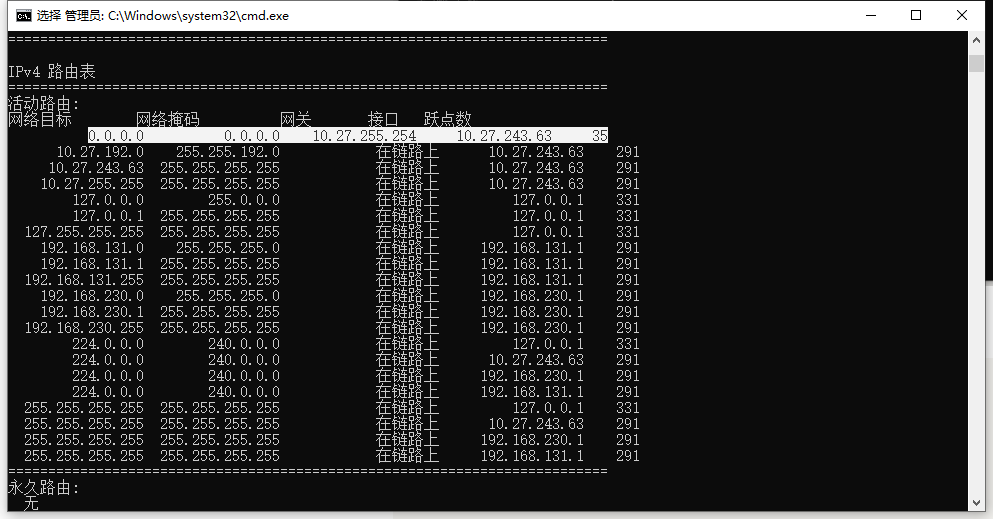 选择 管理员: C:\Windows\system32\cmd.exe
===========================================================================
IPv4 路由表
===========================================================================
活动路由:
网络目标 网络掩码 网关 接口 跃点数
0.0.0.0 0.0.0.0 10.27.255.254 10.27.243.63 35
10.27.192.0 255.255.192.0 在链路上 10.27.243.63 291
10.27.243.63 255.255.255.255 在链路上 10.27.243.63 291
10.27.255.255 255.255.255.255 在链路上 10.27.243.63 291
127.0.0.0 255.0.0.0 在链路上 127.0.0.1 331
127.0.0.1 255.255.255.255 在链路上 127.0.0.1 331
127.255.255.255 255.255.255.255 在链路上 127.0.0.1 331
192.168.131.0 255.255.255.0 在链路上 192.168.131.1 291
192.168.131.1 255.255.255.255 在链路上 192.168.131.1 291
192.168.131.255 255.255.255.255 在链路上 192.168.131.1 291
192.168.230.0 255.255.255.0 在链路上 192.168.230.1 291
192.168.230.1 255.255.255.255 在链路上 192.168.230.1 291
192.168.230.255 255.255.255.255 在链路上 192.168.230.1 291
224.0.0.0 240.0.0.0 在链路上 127.0.0.1 331
224.0.0.0 240.0.0.0 在链路上 10.27.243.63 291
224.0.0.0 240.0.0.0 在链路上 192.168.230.1 291
224.0.0.0 240.0.0.0 在链路上 192.168.131.1 291
255.255.255.255 255.255.255.255 在链路上 127.0.0.1 331
255.255.255.255 255.255.255.255 在链路上 10.27.243.63 291
255.255.255.255 255.255.255.255 在链路上 192.168.230.1 291
255.255.255.255 255.255.255.255 在链路上 192.168.131.1 291
===========================================================================
永久路由:
无